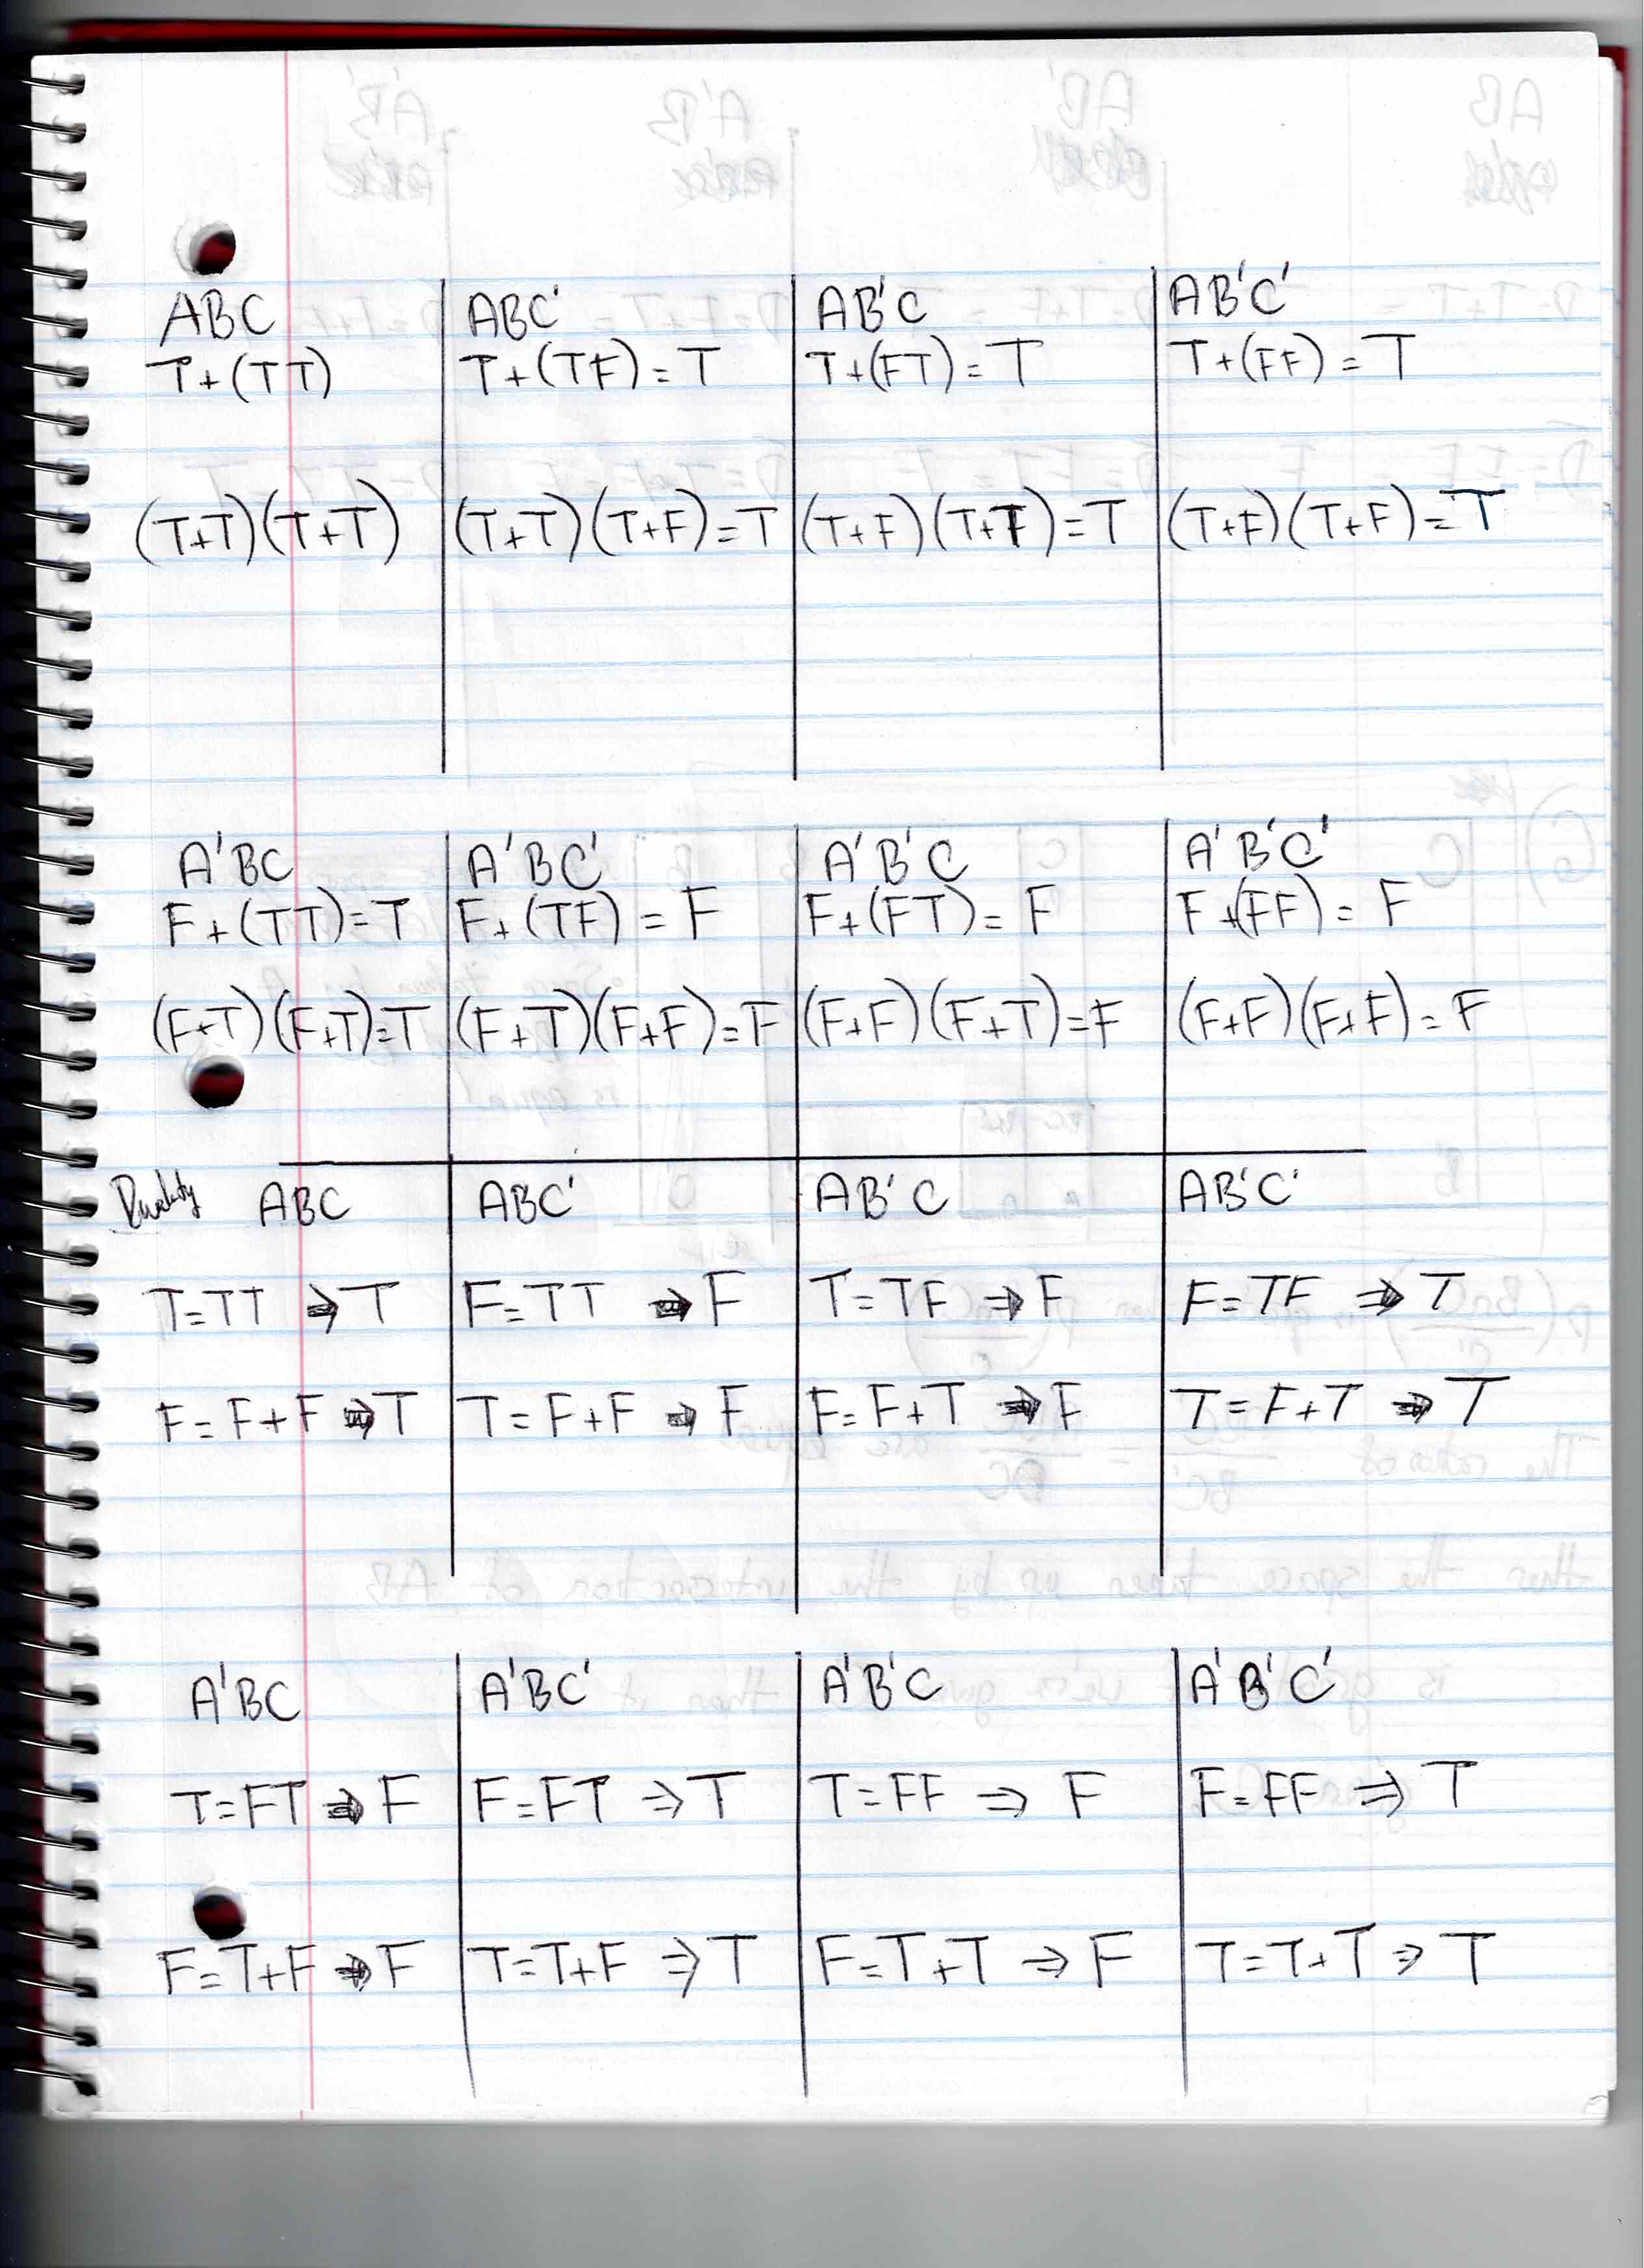 ABC ABC' AB'C AB'C'
T+(TT) T+(TF)=T T+(FT)=T T+(FF)=T
(T+T)(T+T) (T+T)(T+F)=T (T+F)(T+T)=T (T+F)(T+F)=T
A'BC A'BC' A'B'C A'B'C'
F+(TT)=T F+(TF)=F F+(FT)=F F+(FF)=F
(F+T)(F+T)=T (F+T)(F+F)=F (F+F)(F+T)=F (F+F)(F+F)=F
Duality ABC ABC' AB'C AB'C'
T=TT ⇒ T F=TT ⇒ F T=TF ⇒ F F=TF ⇒ T
F=F+F ⇒ T T=F+F ⇒ F F=F+T ⇒ F T=F+T ⇒ T
A'BC A'BC' A'B'C A'B'C'
T=FT ⇒ F F=FT ⇒ T T=FF ⇒ F F=FF ⇒ T
F=T+F ⇒ F T=T+F ⇒ T F=T+T ⇒ F T=T+T ⇒ T